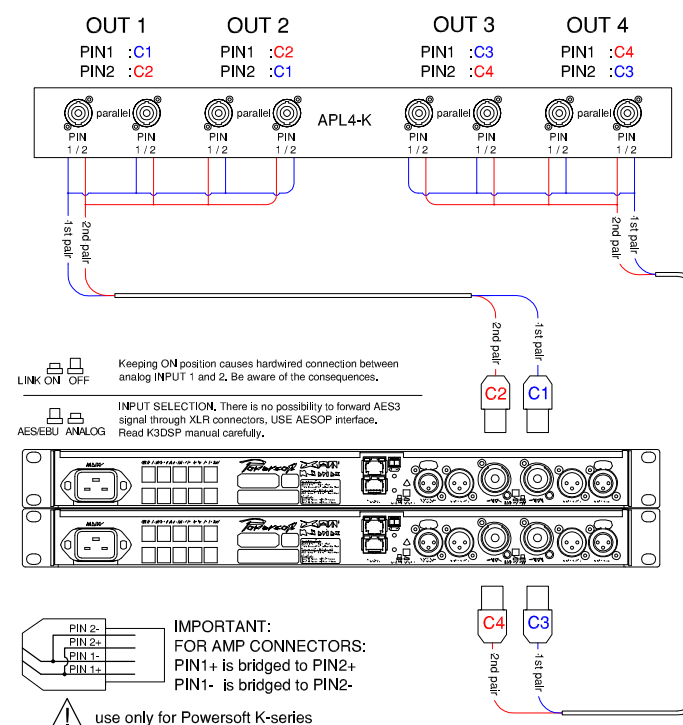 OUT 1 OUT 2 OUT 3 OUT 4
PIN1 :C1 PIN1 :C2 PIN1 :C3 PIN1 :C4
PIN2 :C2 PIN2 :C1 PIN2 :C4 PIN2 :C3
parallel parallel APL4-K parallel parallel
PIN PIN PIN PIN PIN PIN PIN PIN
1 / 2 1 / 2 1 / 2 1 / 2 1 / 2 1 / 2 1 / 2 1 / 2
1st pair 2nd pair 2nd pair 1st pair
2nd pair 1st pair
LINK ON OFF
Keeping ON position causes hardwired connection between
analog INPUT 1 and 2. Be aware of the consequences.
C2 C1
AES/EBU ANALOG
INPUT SELECTION. There is no possibility to forward AES3
signal through XLR connectors, USE AESOP interface.
Read K3DSP manual carefully.
Powersoft
Powersoft
C4 C3
2nd pair 1st pair
PIN 2-
PIN 2+
PIN 1-
PIN 1+
IMPORTANT:
FOR AMP CONNECTORS:
PIN1+ is bridged to PIN2+
PIN1- is bridged to PIN2-
use only for Powersoft K-series